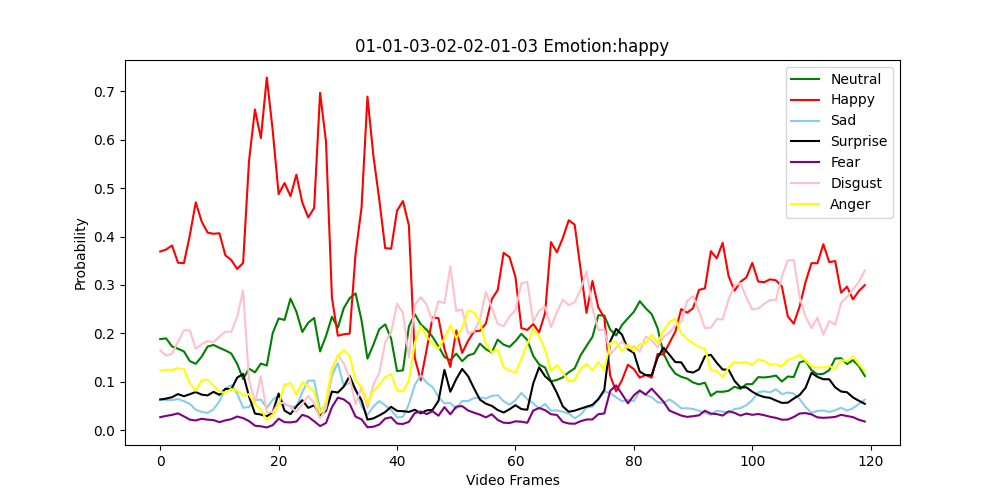 01-01-03-02-02-01-03 Emotion:happy
Probability
0.7
0.6
0.5
0.4
0.3
0.2
0.1
0.0
0 20 40 60 80 100 120
Video Frames
Neutral
Happy
Sad
Surprise
Fear
Disgust
Anger